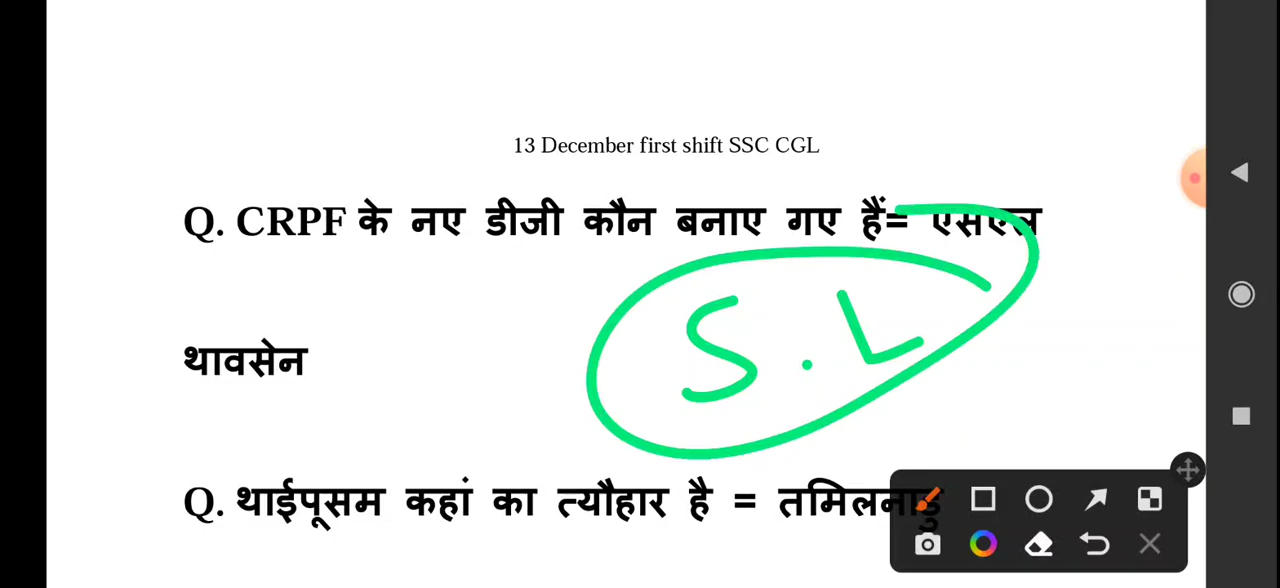 13 December first shift SSC CGL
Q. CRPF के नए डीजी कौन बनाए गए हैं= एसएल
S.L
थावसेन
Q. थाईपूसम कहां का त्यौहार है = तमिलनाडु